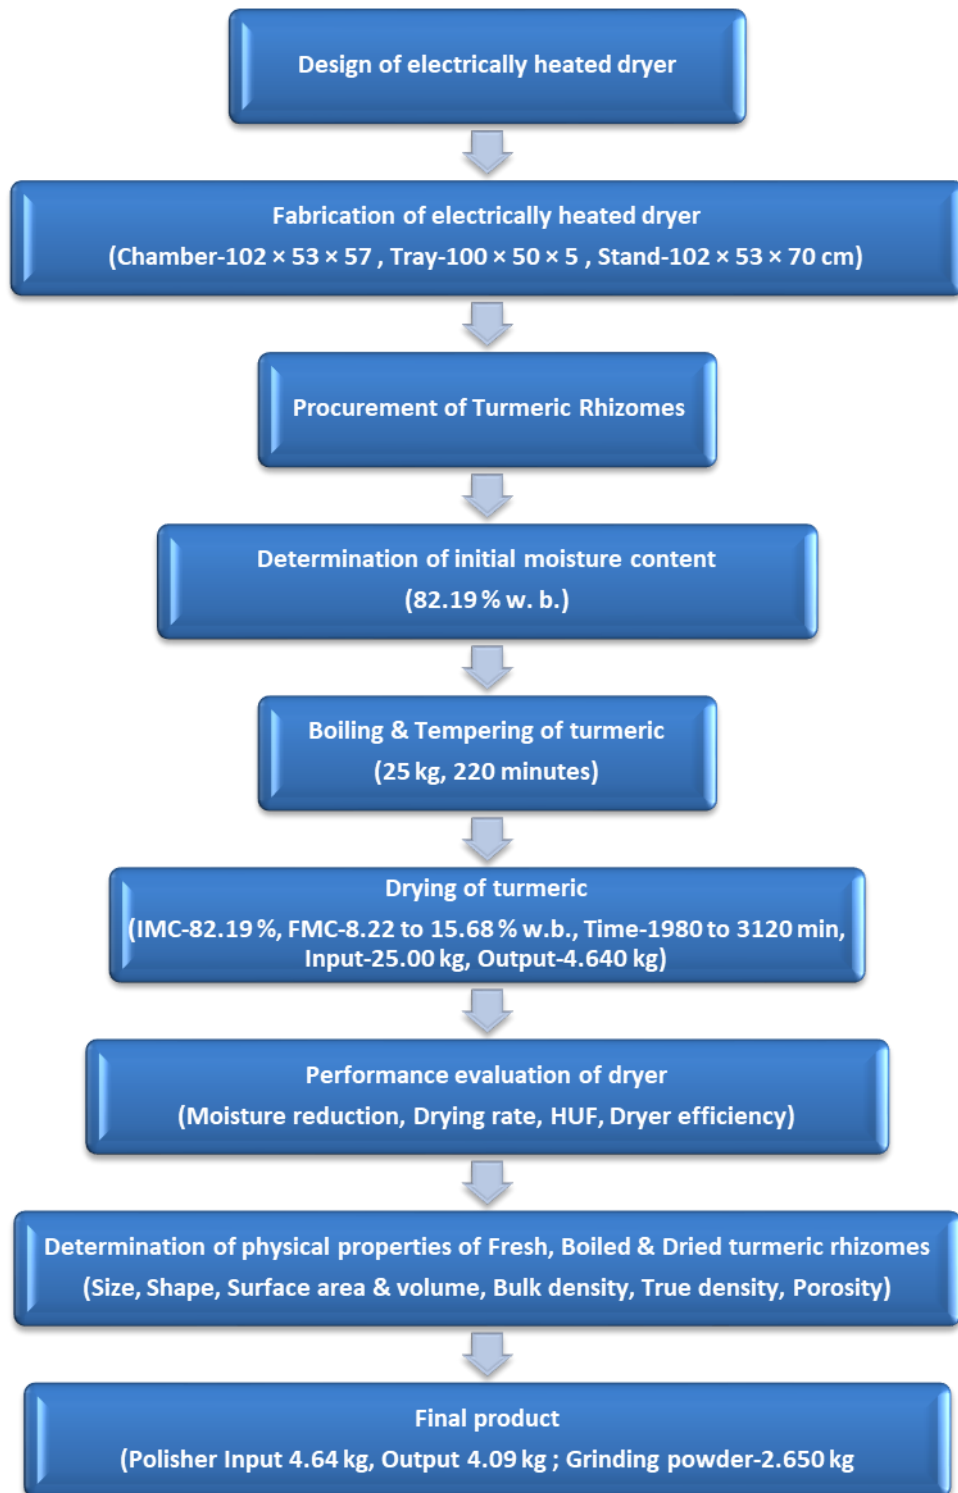 Design of electrically heated dryer
Fabrication of electrically heated dryer
(Chamber-102 × 53 × 57 , Tray-100 × 50 × 5 , Stand-102 × 53 × 70 cm)
Procurement of Turmeric Rhizomes
Determination of initial moisture content
(82.19 % w. b.)
Boiling & Tempering of turmeric
(25 kg, 220 minutes)
Drying of turmeric
(IMC-82.19 %, FMC-8.22 to 15.68 % w.b., Time-1980 to 3120 min,
Input-25.00 kg, Output-4.640 kg)
Performance evaluation of dryer
(Moisture reduction, Drying rate, HUF, Dryer efficiency)
Determination of physical properties of Fresh, Boiled & Dried turmeric rhizomes
(Size, Shape, Surface area & volume, Bulk density, True density, Porosity)
Final product
(Polisher Input 4.64 kg, Output 4.09 kg ; Grinding powder-2.650 kg